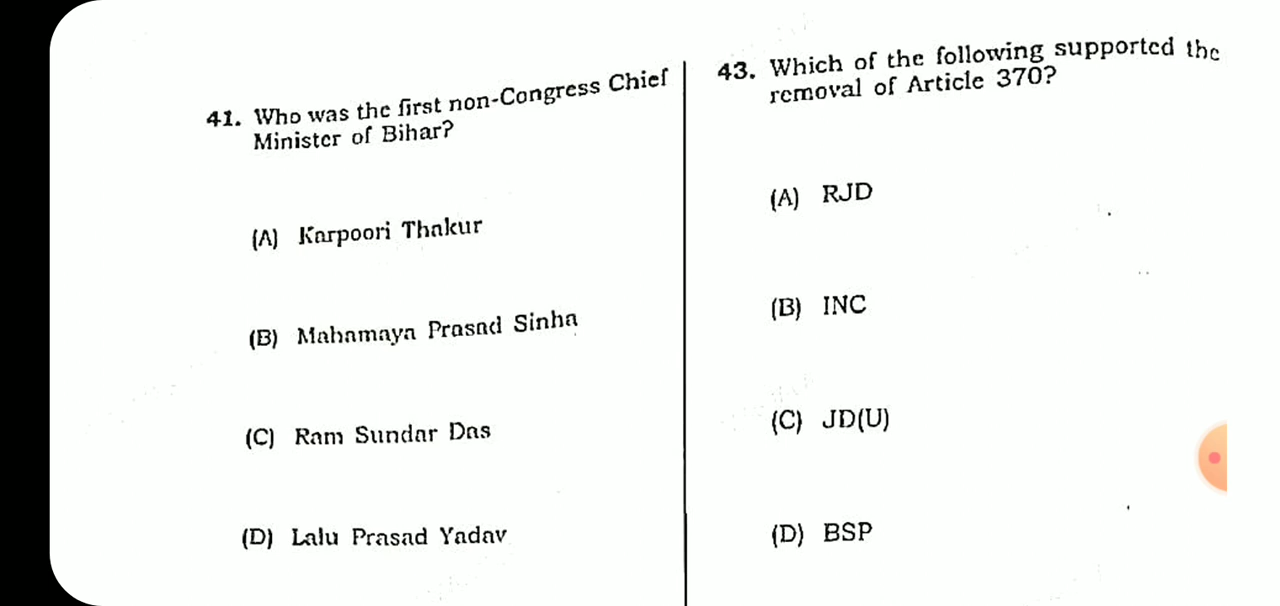 41. Who was the first non-Congress Chief
Minister of Bihar?
(A) Karpoori Thakur
(B) Mahamaya Prasad Sinha
(C) Ram Sundar Das
(D) Lalu Prasad Yadav
43. Which of the following supported the
removal of Article 370?
(A) RJD
(B) INC
(C) JD(U)
(D) BSP